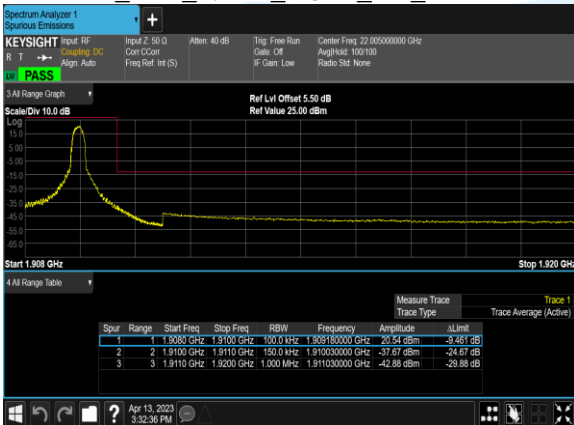 Spectrum Analyzer 1
Spurious Emissions
+
KEYSIGHT Input: RF Input Z: 50 Ω Atten: 40 dB Trig: Free Run Center Freq: 22.005000000 GHz
R T Coupling: DC Corr CCorr Gate: Off Avg|Hold: 100/100
Align: Auto Freq Ref: Int (S) IF Gain: Low Radio Std: None
PASS
3 All Range Graph
Ref Lvl Offset 5.50 dB
Scale/Div 10.0 dB Ref Value 25.00 dBm
Log
15.0
5.00
-5.00
-15.0
-25.0
-35.0
-45.0
-55.0
-65.0
Start 1.908 GHz Stop 1.920 GHz
4 All Range Table
Measure Trace Trace 1
Trace Type Trace Average (Active)
Spur Range Start Freq Stop Freq RBW Frequency Amplitude ΔLimit
1 1 1.9080 GHz 1.9100 GHz 100.0 kHz 1.909180000 GHz 20.54 dBm -9.461 dB
2 2 1.9100 GHz 1.9110 GHz 150.0 kHz 1.910030000 GHz -37.67 dBm -24.67 dB
3 3 1.9110 GHz 1.9200 GHz 1.000 MHz 1.911030000 GHz -42.88 dBm -29.88 dB
? Apr 13, 2023
3:32:36 PM